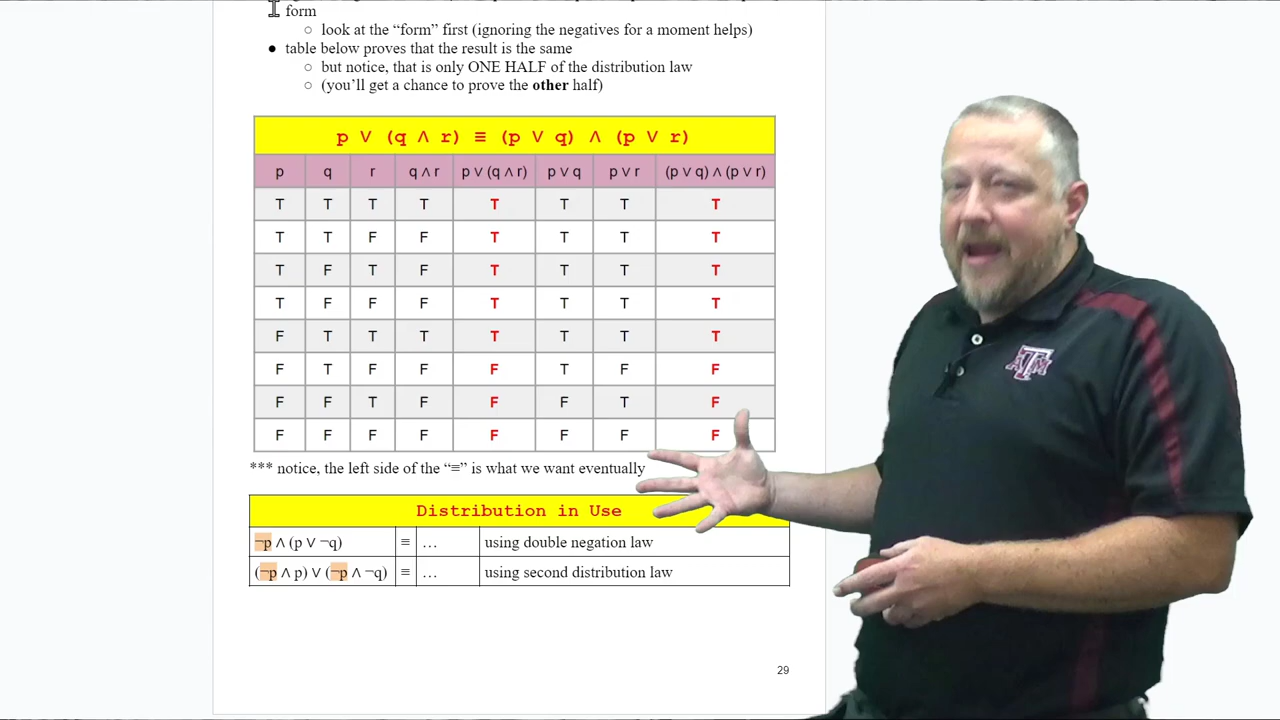 form
○ look at the “form” first (ignoring the negatives for a moment helps)
● table below proves that the result is the same
○ but notice, that is only ONE HALF of the distribution law
○ (you’ll get a chance to prove the other half)
p ∨ (q ∧ r) ≡ (p ∨ q) ∧ (p ∨ r)
p q r q ∧ r p ∨ (q ∧ r) p ∨ q p ∨ r (p ∨ q) ∧ (p ∨ r)
T T T T T T T T
T T F F T T T T
T F T F T T T T
T F F F T T T T
F T T T T T T T
F T F F F T F F
F F T F F F T F
F F F F F F F F
*** notice, the left side of the “≡” is what we want eventually
Distribution in Use
¬p ∧ (p ∨ ¬q) ≡ … using double negation law
(¬p ∧ p) ∨ (¬p ∧ ¬q) ≡ … using second distribution law
29
ATM